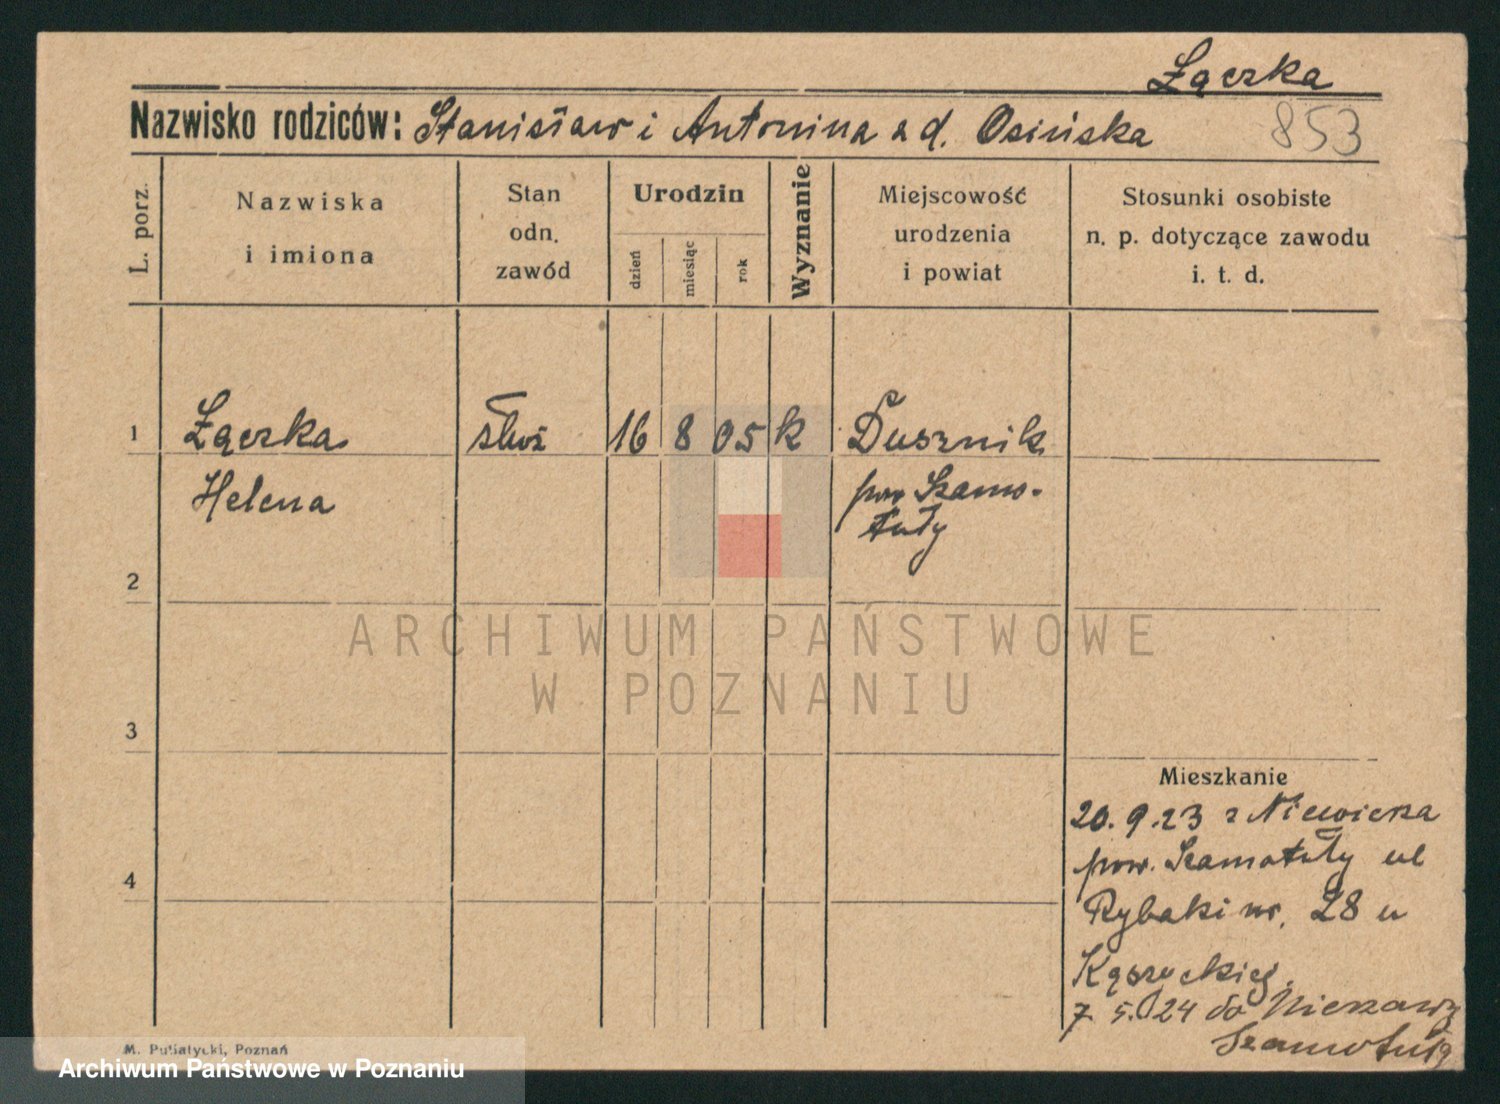 Łączka
Nazwisko rodziców: Stanisław i Antonina z d. Osińska 853
L. porz.
Nazwiska
i imiona
Stan
odn.
zawód
Urodzin
dzień
miesiąc
rok
Wyznanie
Miejscowość
urodzenia
i powiat
Stosunki osobiste
n. p. dotyczące zawodu
i. t. d.
1 Łączka służ 16 8 05 k Dusznik
Helena pow Szamo-
tuły
2
3
4
ARCHIWUM PAŃSTWOWE
W POZNANIU
Mieszkanie
20.9.23 z
pow. Szamotuły ul
Rybaki nr. 28 u
7.5.24 do
Szamotuły
M. Putiatycki, Poznań
Archiwum Państwowe w Poznaniu